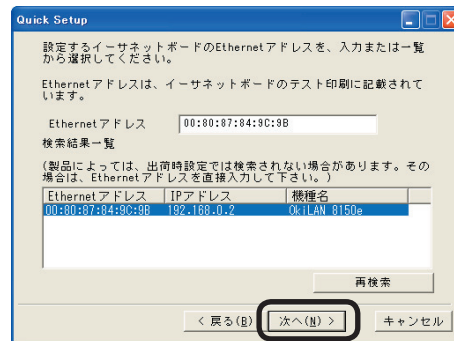 Quick Setup
設定するイーサネットボードのEthernetアドレスを、入力または一覧
から選択してください。
Ethernetアドレスは、イーサネットボードのテスト印刷に記載されて
います。
Ethernetアドレス 00:80:87:84:9C:9B
検索結果一覧
(製品によっては、出荷時設定では検索されない場合があります。その
場合は、Ethernetアドレスを直接入力して下さい。)
Ethernetアドレス IPアドレス 機種名
00:80:87:84:9C:9B 192.168.0.2 OkiLAN 8150e
再検索
< 戻る(B) 次へ(N) > キャンセル